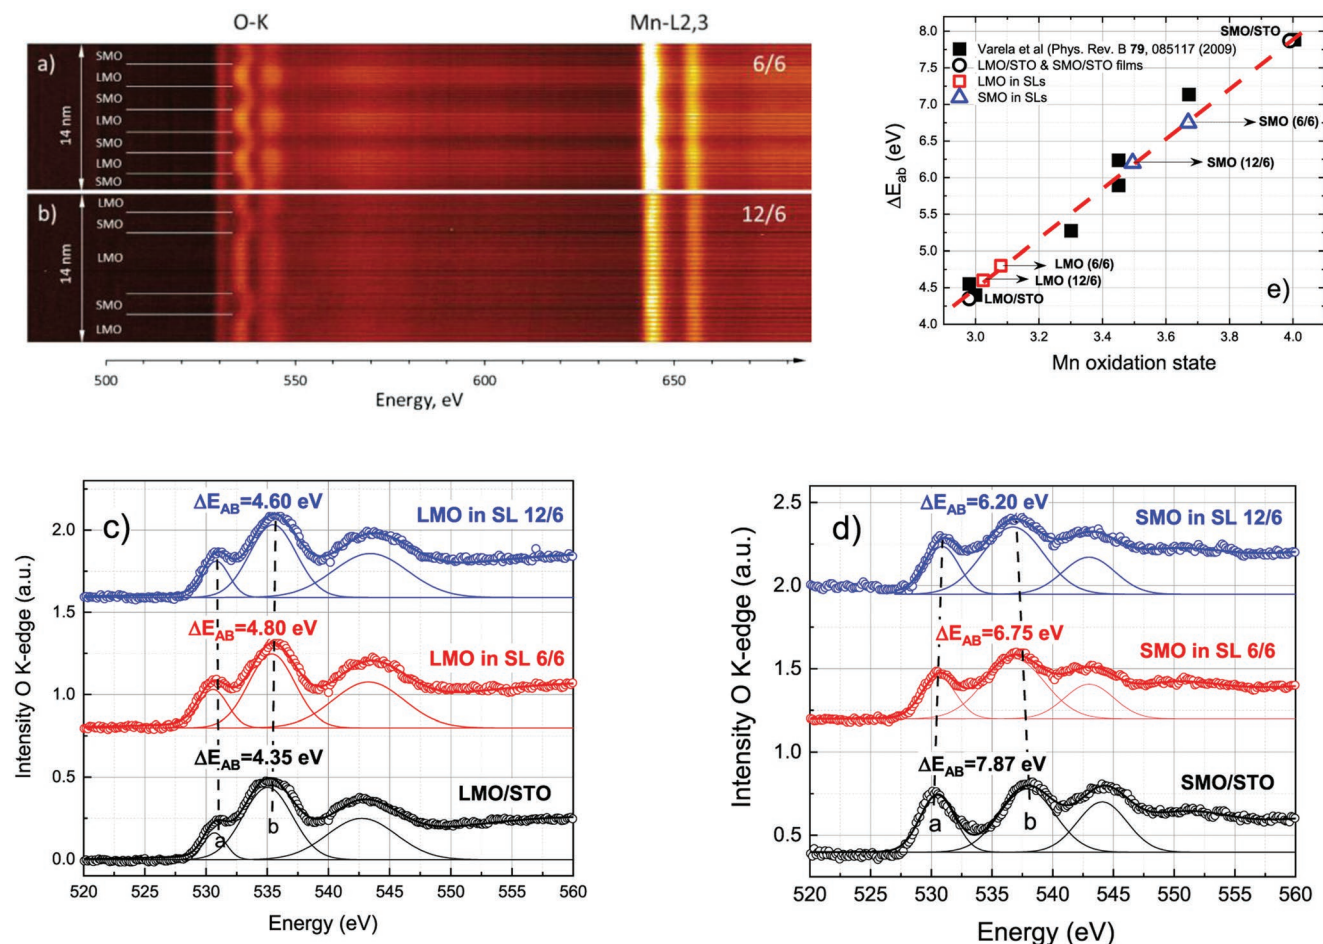 O-K
Mn-L2,3
a)
6/6
14 nm
SMO
LMO
SMO
LMO
SMO
LMO
SMO
b)
12/6
14 nm
LMO
SMO
LMO
SMO
LMO
500
550
600
650
Energy, eV
8.0
7.5
7.0
6.5
6.0
5.5
5.0
4.5
4.0
ΔE_ab (eV)
SMO/STO
Varela et al (Phys. Rev. B 79, 085117 (2009)
LMO/STO & SMO/STO films
LMO in SLs
SMO in SLs
SMO (6/6)
SMO (12/6)
LMO (6/6)
LMO (12/6)
LMO/STO
e)
3.0 3.2 3.4 3.6 3.8 4.0
Mn oxidation state
c)
ΔE_AB=4.60 eV
LMO in SL 12/6
ΔE_AB=4.80 eV
LMO in SL 6/6
ΔE_AB=4.35 eV
LMO/STO
a
b
2.0
1.5
1.0
0.5
0.0
Intensity O K-edge (a.u.)
520 525 530 535 540 545 550 555 560
Energy (eV)
d)
ΔE_AB=6.20 eV
SMO in SL 12/6
ΔE_AB=6.75 eV
SMO in SL 6/6
ΔE_AB=7.87 eV
SMO/STO
a
b
2.5
2.0
1.5
1.0
0.5
Intensity O K-edge (a.u.)
520 525 530 535 540 545 550 555 560
Energy (eV)